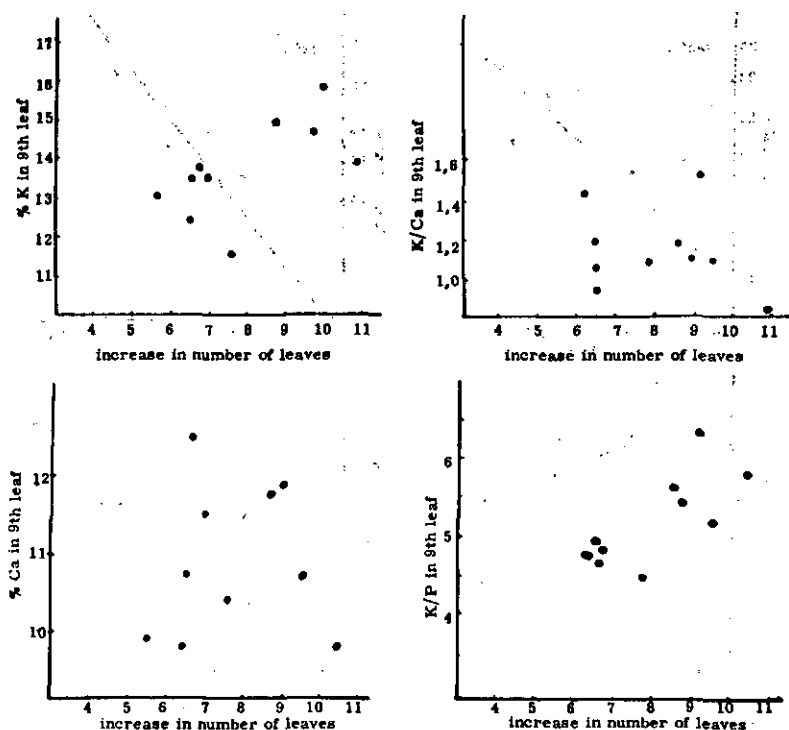 17
16
15
14
13
12
11
% K in 9th leaf
4 5 6 7 8 9 10 11
increase in number of leaves
1,6
1,4
1,2
1,0
K/Ca in 9th leaf
4 5 6 7 8 9 10 11
increase in number of leaves
12
11
10
% Ca in 9th leaf
4 5 6 7 8 9 10 11
increase in number of leaves
6
5
4
K/P in 9th leaf
4 5 6 7 8 9 10 11
increase in number of leaves